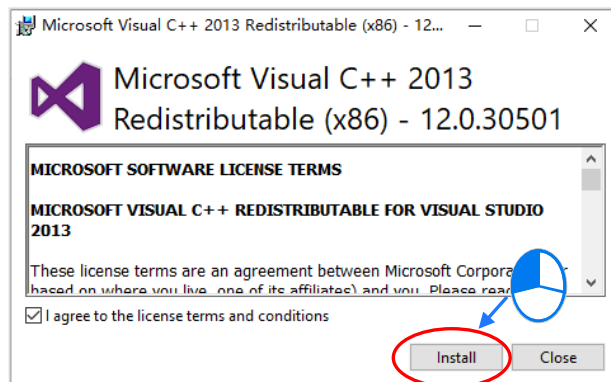 Microsoft Visual C++ 2013 Redistributable (x86) - 12...
Microsoft Visual C++ 2013
Redistributable (x86) - 12.0.30501
MICROSOFT SOFTWARE LICENSE TERMS
MICROSOFT VISUAL C++ REDISTRIBUTABLE FOR VISUAL STUDIO
2013
These license terms are an agreement between Microsoft
based on where you live, one of its affiliates) and you. Please
I agree to the license terms and conditions
Install
Close